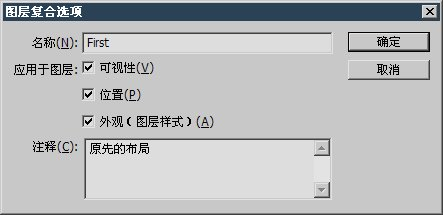 图层复合选项
名称(N): First
确定
应用于图层: 可视性(V)
取消
位置(P)
外观(图层样式)(A)
注释(C): 原先的布局